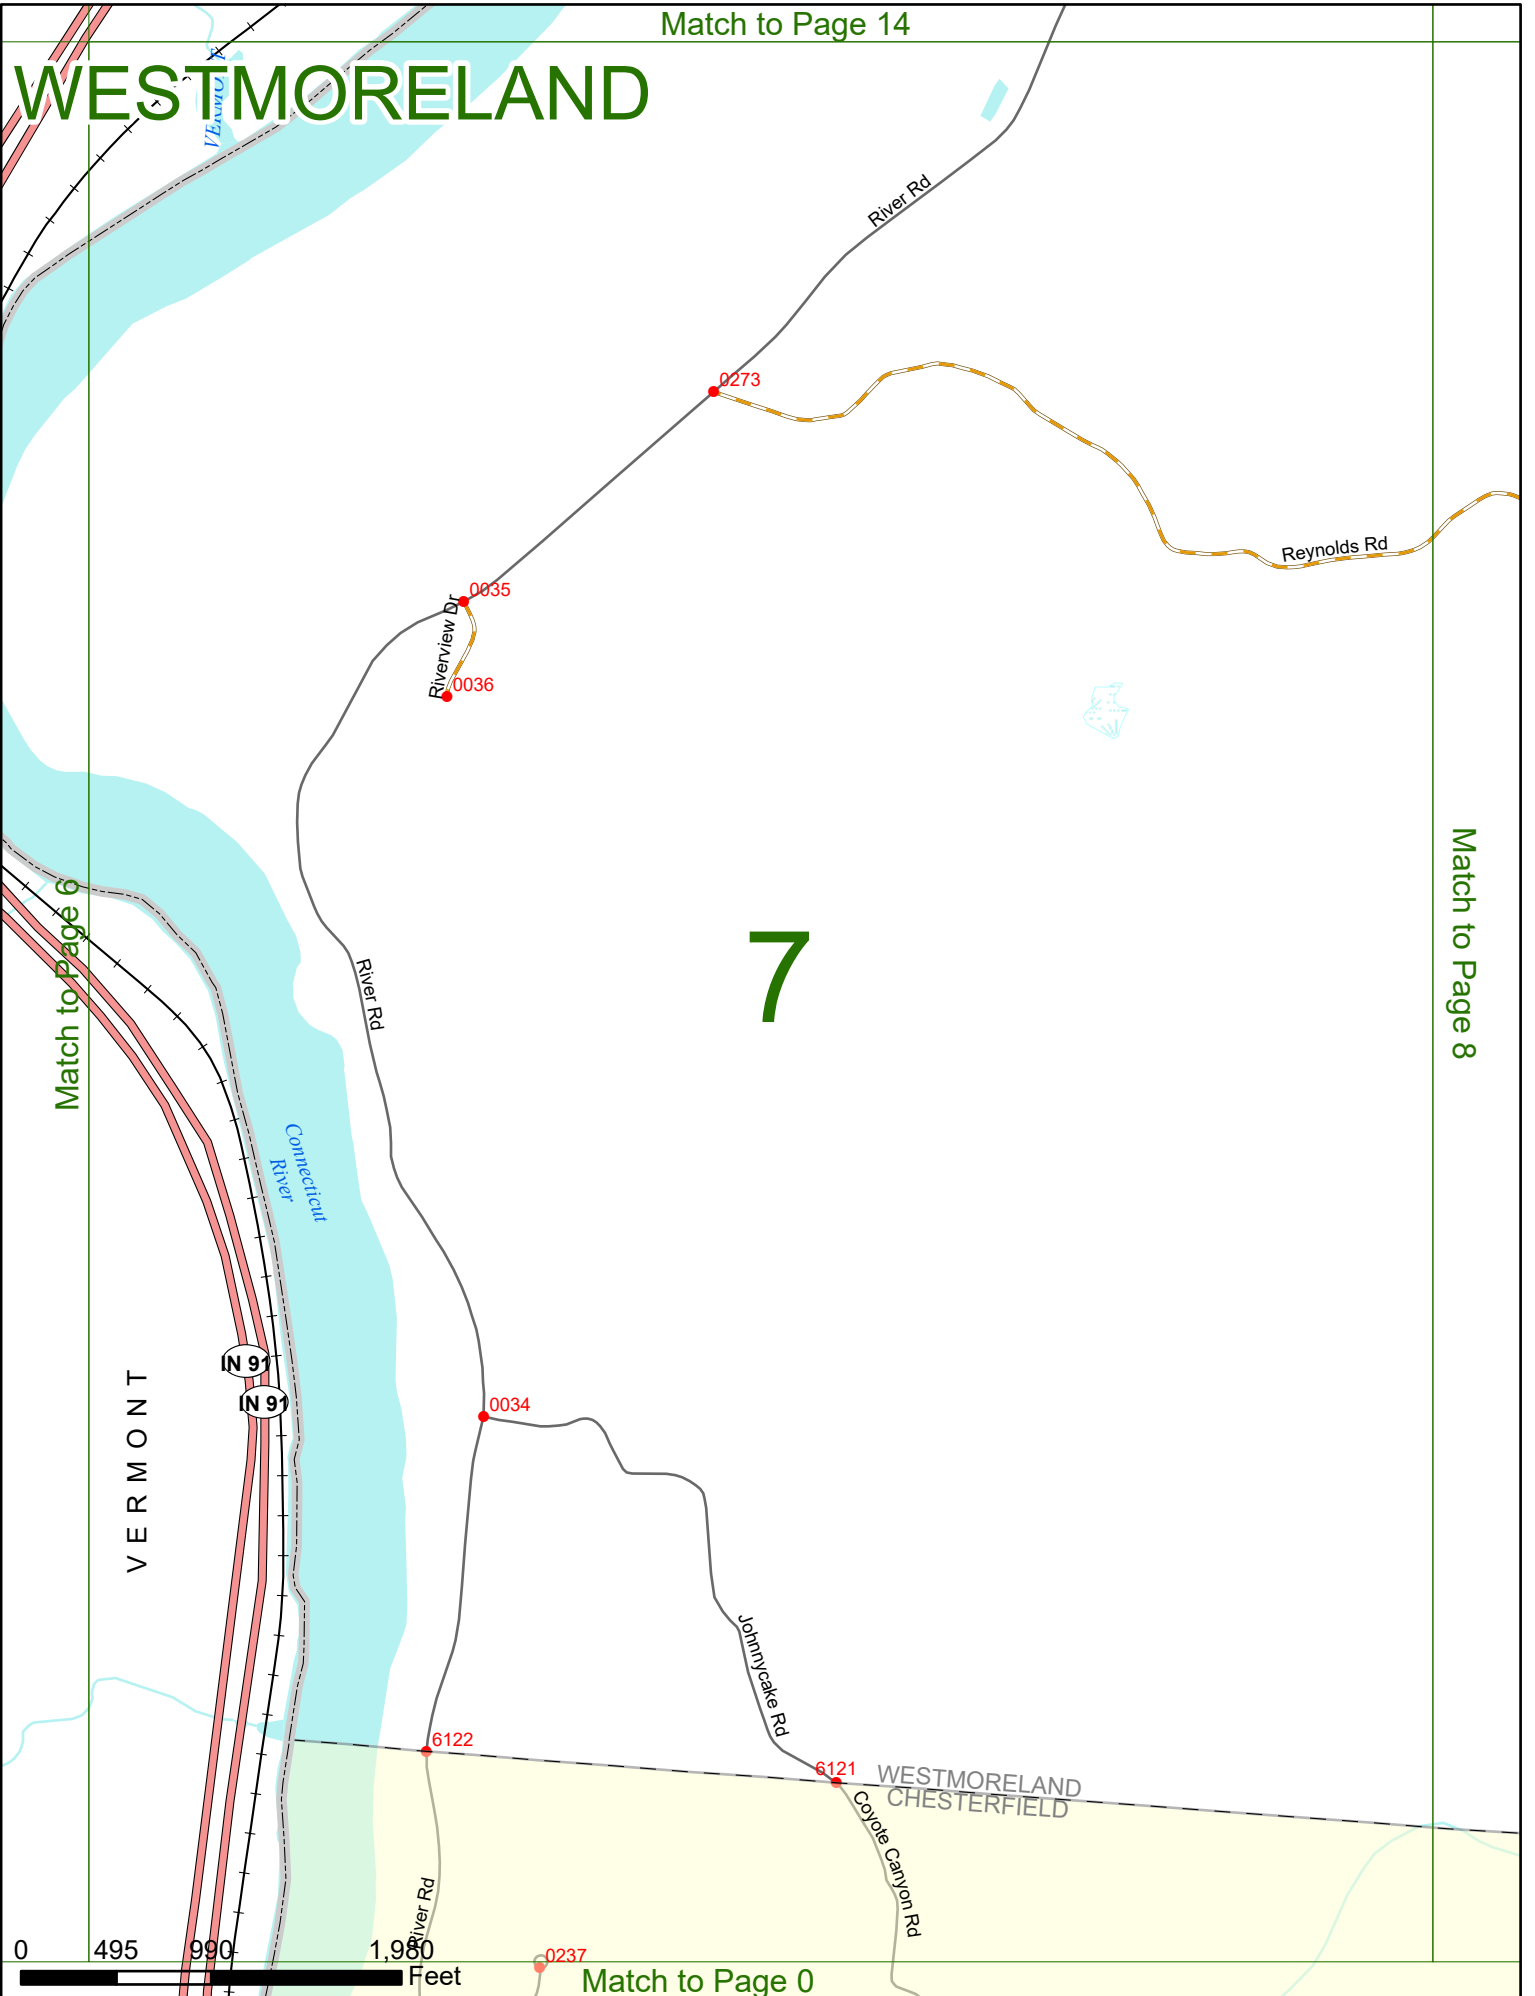 Match to Page 14
WESTMORELAND
VERMONT
River Rd
0273
Reynolds Rd
0035
Riverview Dr
0036
Match to Page 6
Match to Page 8
7
River Rd
Connecticut
River
IN 91
IN 91
VERMONT
0034
Johnnycake Rd
6122
6121
WESTMORELAND
CHESTERFIELD
Coyote Canyon Rd
River Rd
0237
0 495 990 1,980
Feet
Match to Page 0